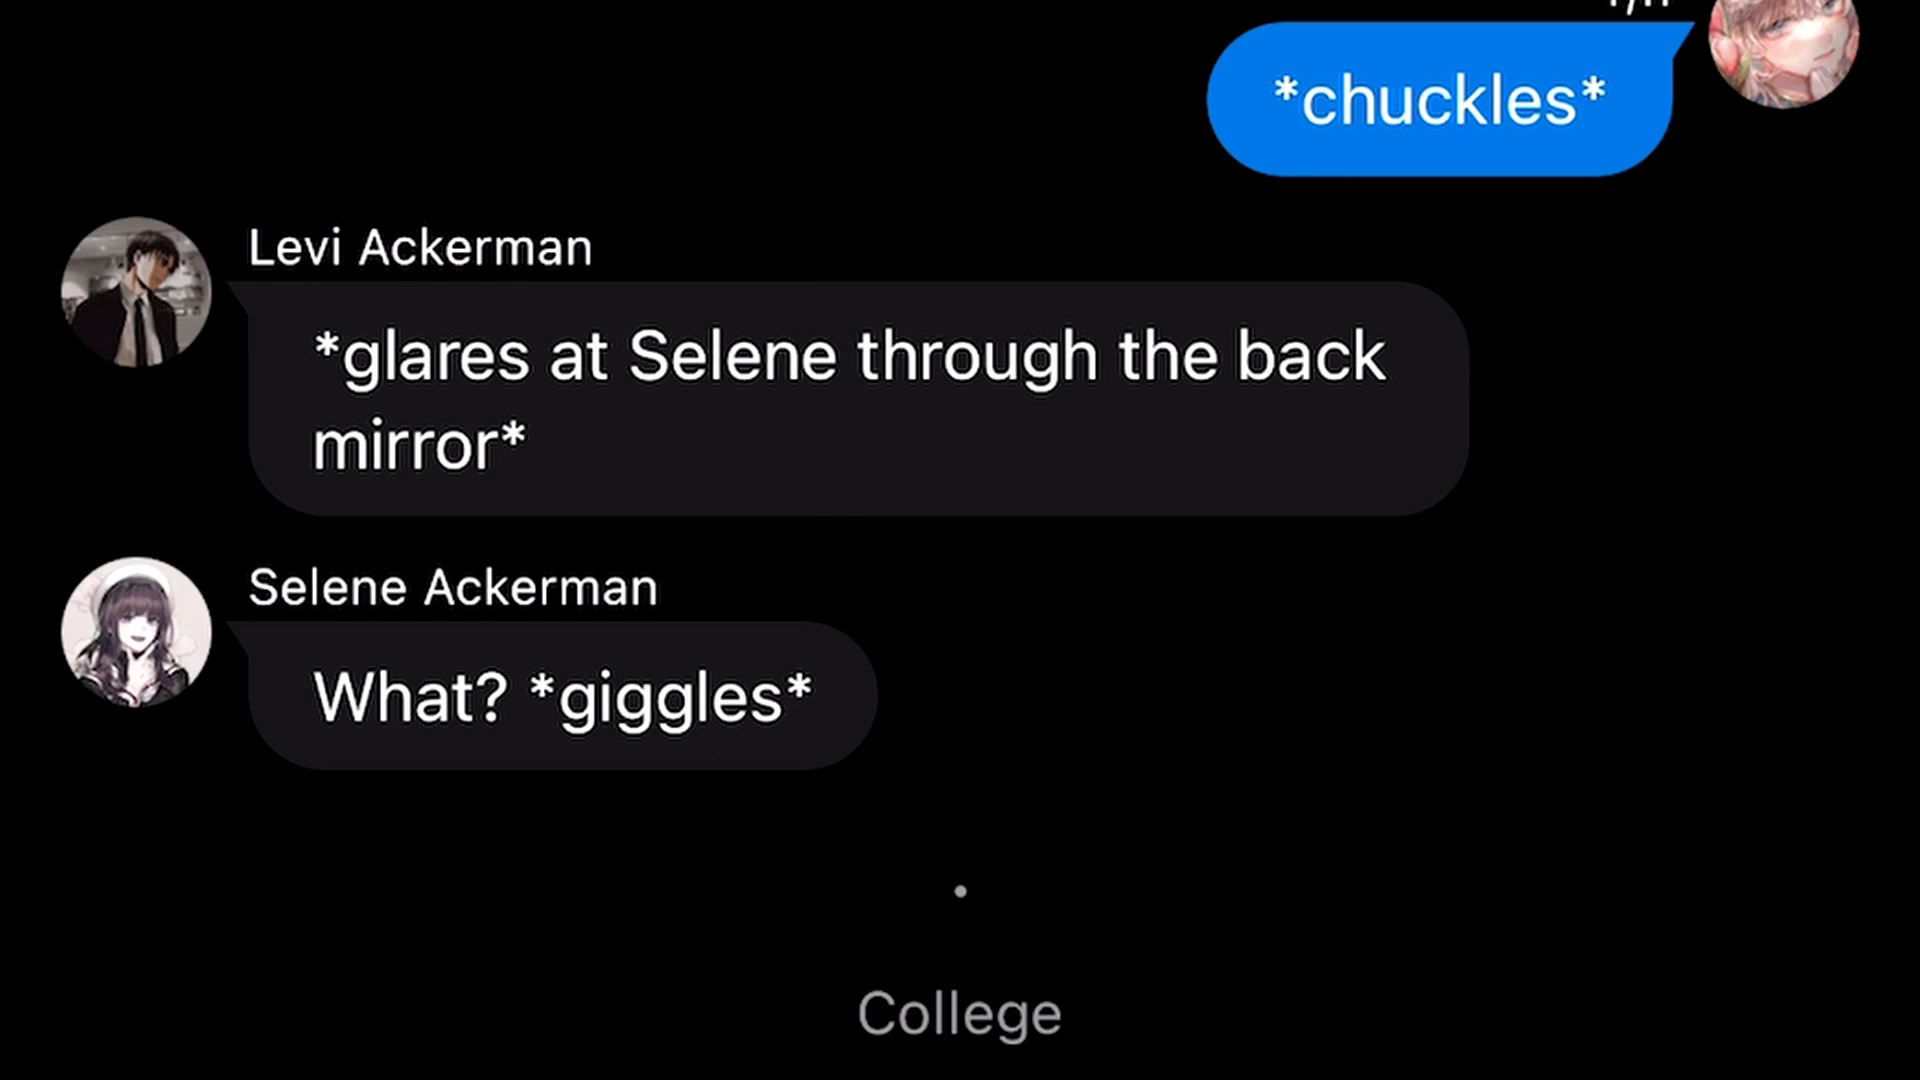 *chuckles*
Levi Ackerman
*glares at Selene through the back
mirror*
Selene Ackerman
What? *giggles*
College